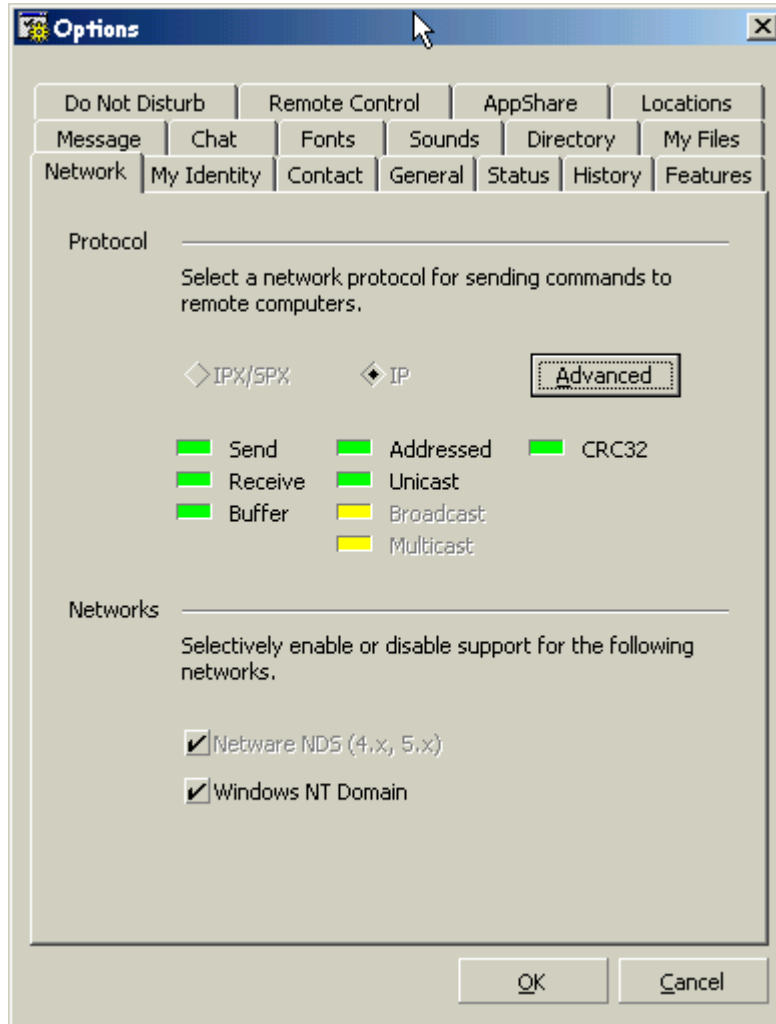 Options
Do Not Disturb Remote Control AppShare Locations
Message Chat Fonts Sounds Directory My Files
Network My Identity Contact General Status History Features
Protocol
Select a network protocol for sending commands to
remote computers.
IPX/SPX IP Advanced
Send Addressed CRC32
Receive Unicast
Buffer Broadcast
Multicast
Networks
Selectively enable or disable support for the following
networks.
Netware NDS (4.x, 5.x)
Windows NT Domain
OK Cancel